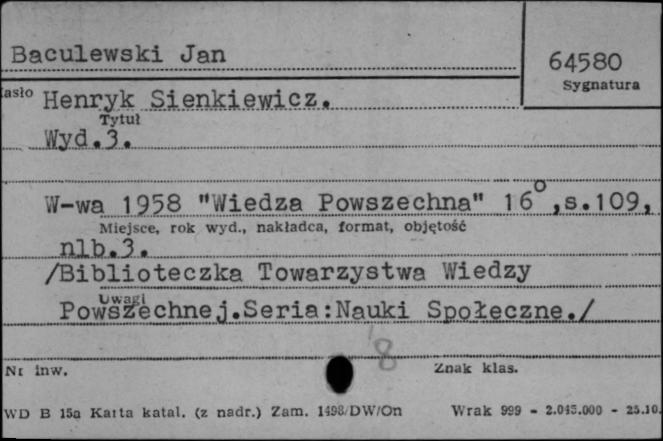 Baculewski Jan
64580
Sygnatura
Hasło
Henryk Sienkiewicz.
Tytuł
Wyd.3.
W-wa 1958 "Wiedza Powszechna" 16°,s.109,
Miejsce, rok wyd., nakładca, format, objętość
nlb.3.
/Biblioteczka Towarzystwa Wiedzy
Uwagi
Powszechnej.Seria:Nauki Społeczne./
8
Nr inw.
Znak klas.
WD B 15a Karta katal. (z nadr.) Zam. 1498/DW/On Wrak 999 - 2.045.000 - 25.10.